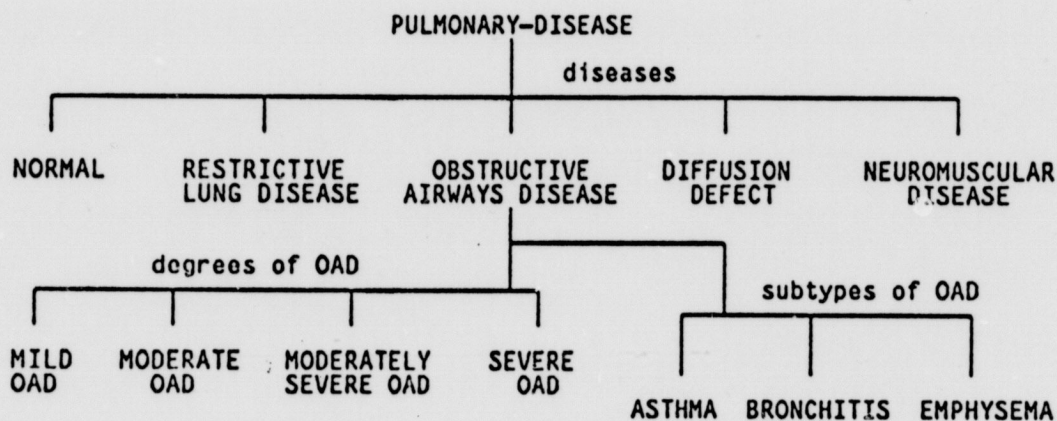 PULMONARY-DISEASE
diseases
NORMAL
RESTRICTIVE
LUNG DISEASE
OBSTRUCTIVE
AIRWAYS DISEASE
DIFFUSION
DEFECT
NEUROMUSCULAR
DISEASE
degrees of OAD
subtypes of OAD
MILD
OAD
MODERATE
OAD
MODERATELY
SEVERE OAD
SEVERE
OAD
ASTHMA
BRONCHITIS
EMPHYSEMA